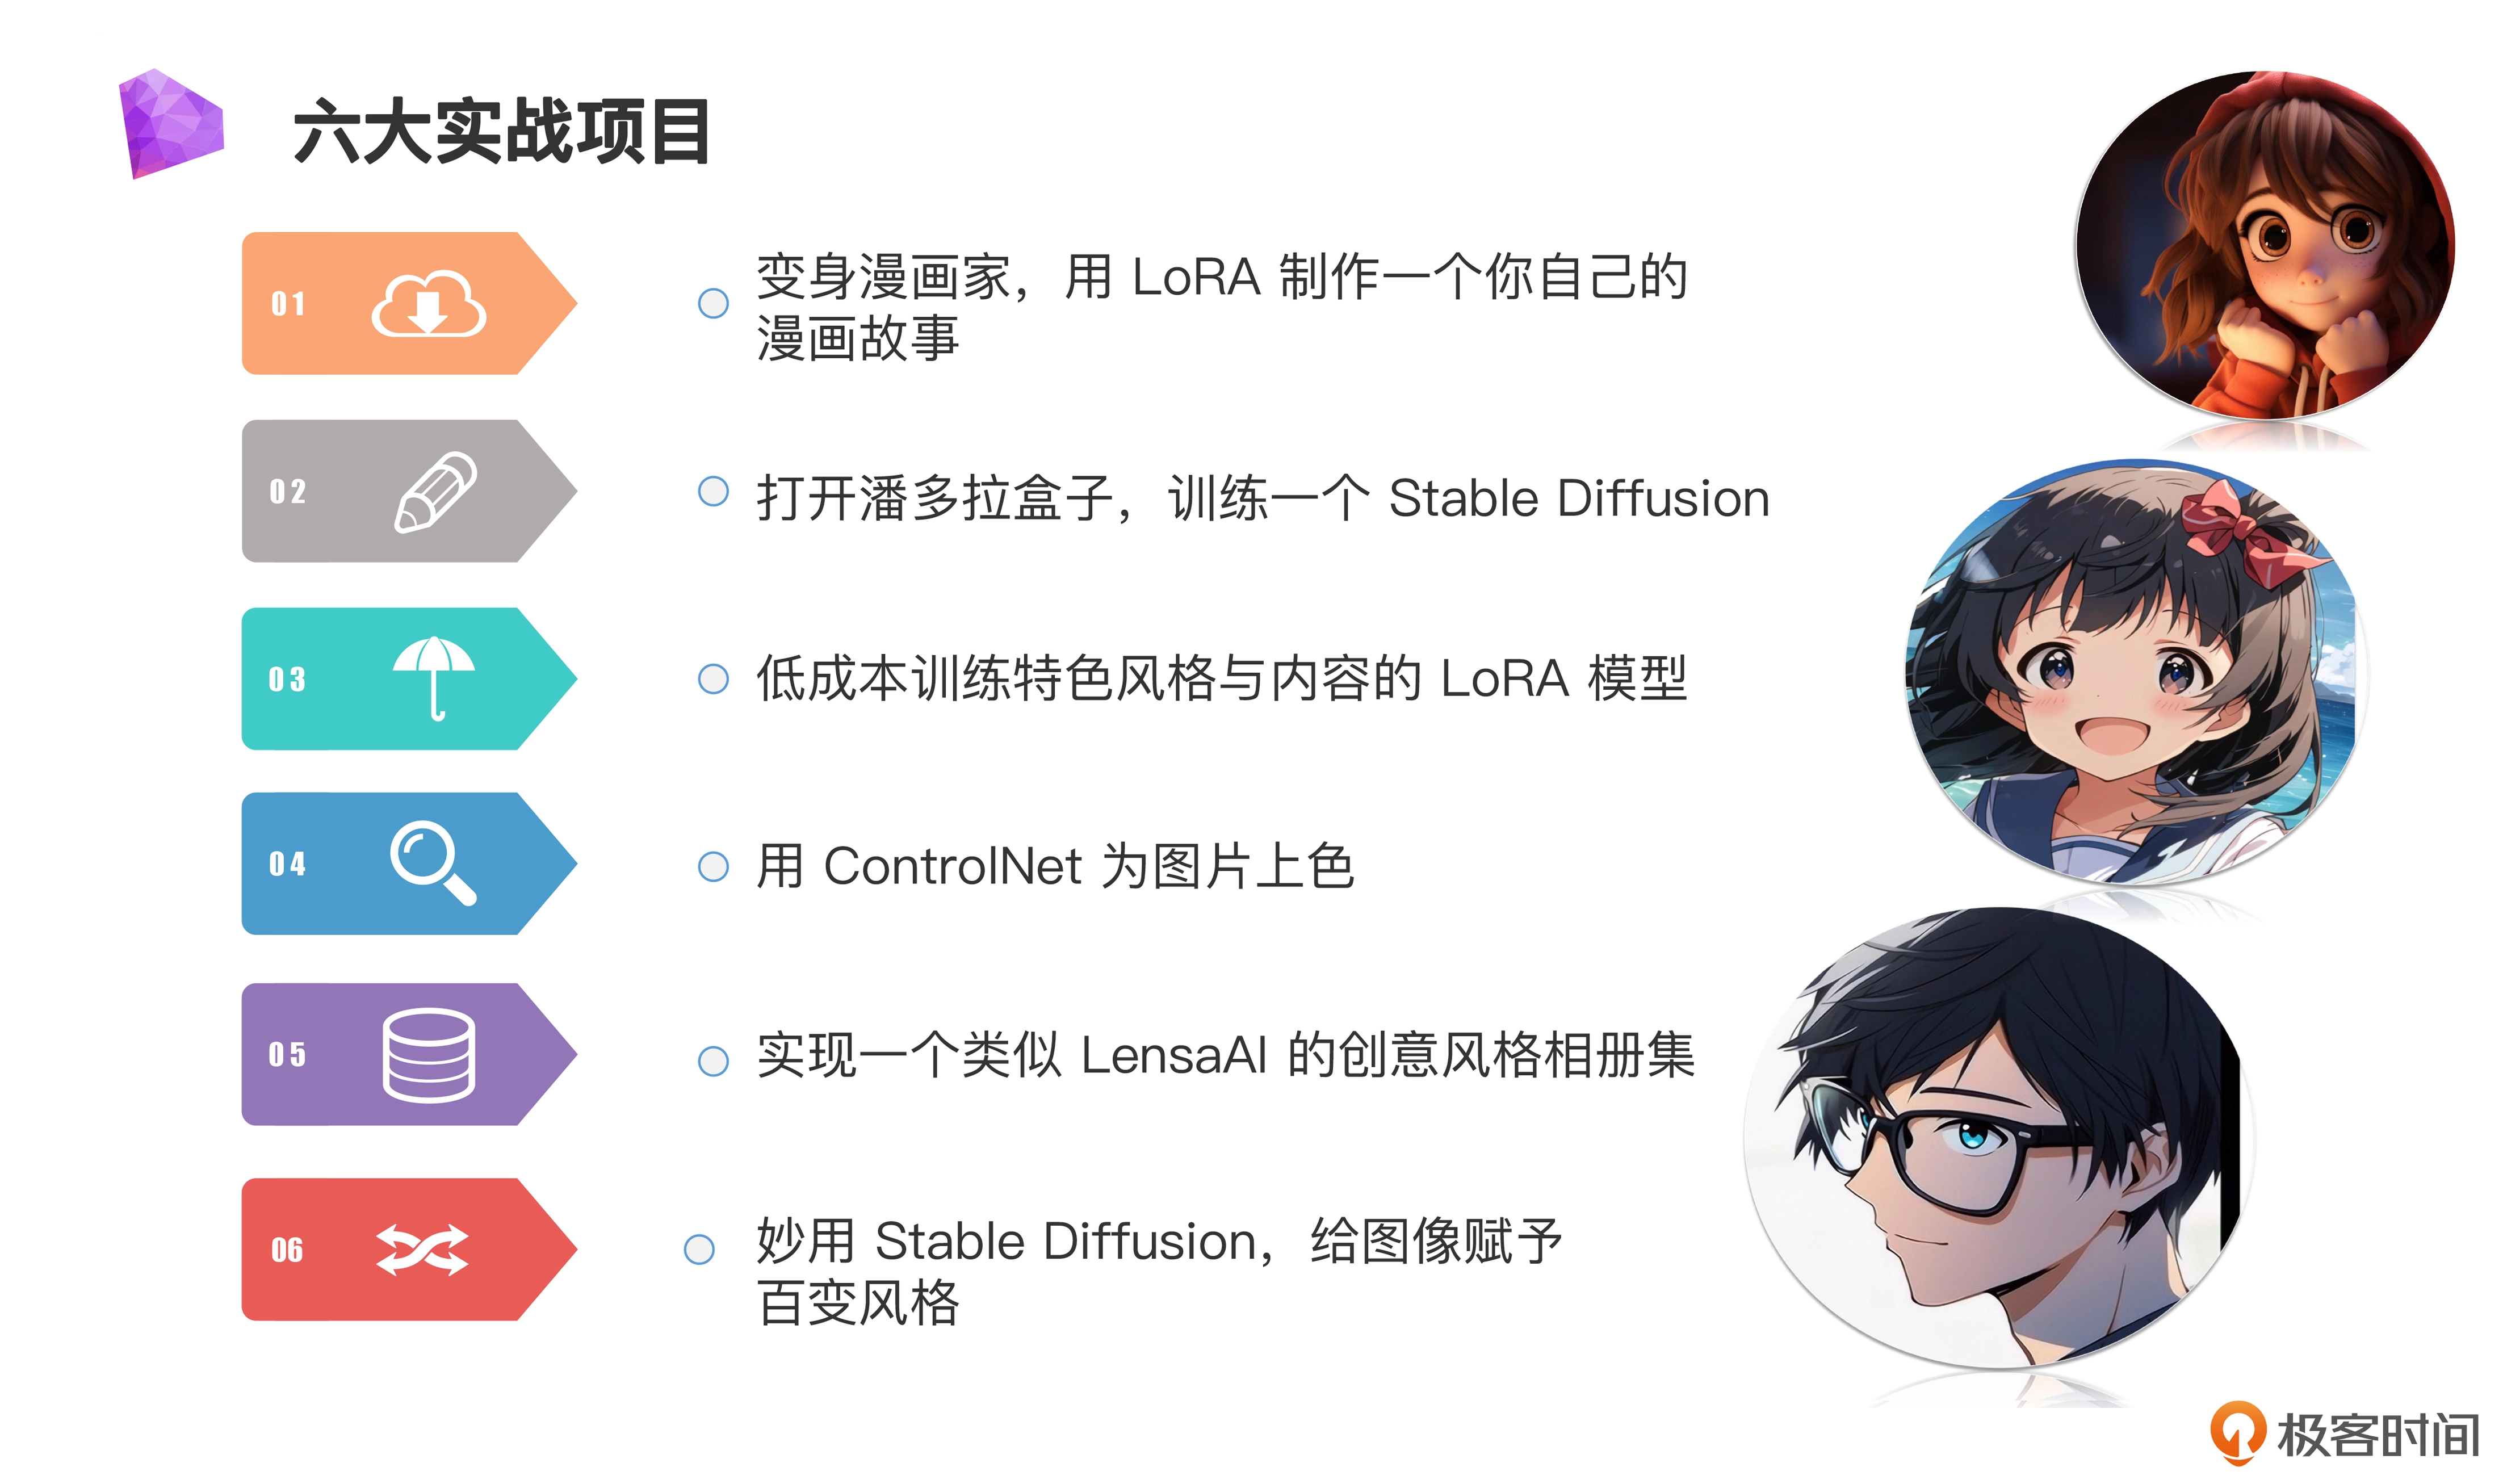 六大实战项目
01
变身漫画家，用 LoRA 制作一个你自己的
漫画故事
02
打开潘多拉盒子，训练一个 Stable Diffusion
03
低成本训练特色风格与内容的 LoRA 模型
04
用 ControlNet 为图片上色
05
实现一个类似 LensaAI 的创意风格相册集
06
妙用 Stable Diffusion，给图像赋予
百变风格
极客时间